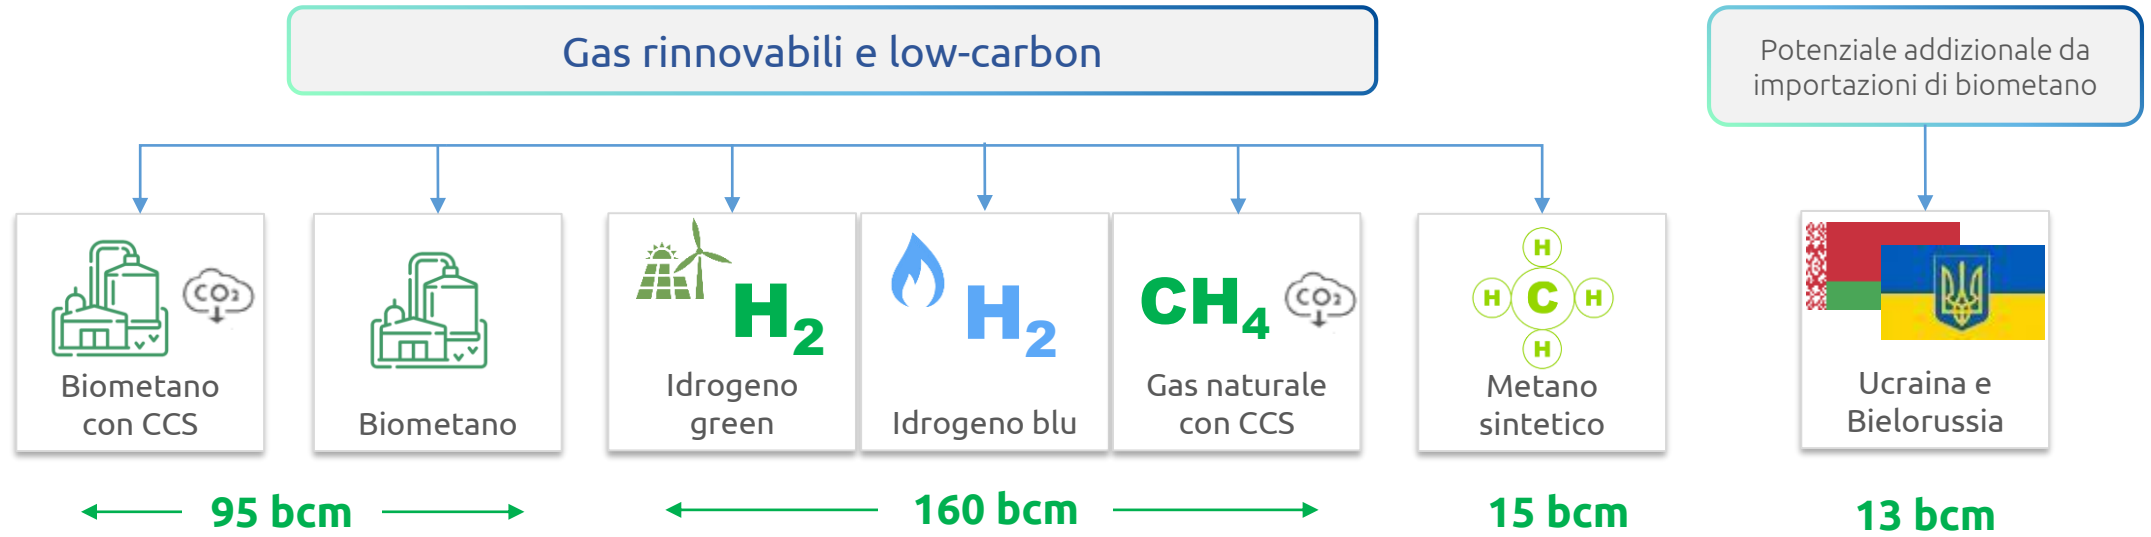 Gas rinnovabili e low-carbon
Potenziale addizionale da
importazioni di biometano
CO2
Biometano
con CCS
Biometano
H2
Idrogeno
green
H2
Idrogeno blu
CH4
CO2
Gas naturale
con CCS
H
H C H
H
Metano
sintetico
Ucraina e
Bielorussia
95 bcm
160 bcm
15 bcm
13 bcm